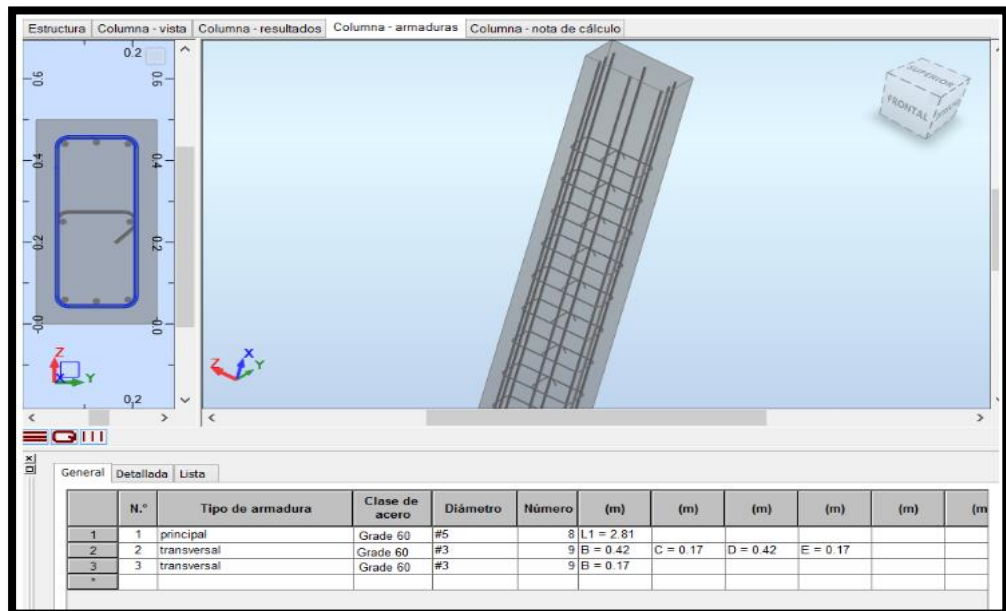 Estructura Columna - vista Columna - resultados Columna - armaduras Columna - nota de cálculo
0.2
0.6 0.6
0.4 0.4
0.2 0.2
-0.0 0.0
Z
X Y
0,2
Z X Y
SUPERIOR
FRONTAL
General Detallada Lista
N.° Tipo de armadura Clase de acero Diámetro Número (m) (m) (m) (m) (m) (m
1 1 principal Grade 60 #5 8 L1 = 2.81
2 2 transversal Grade 60 #3 9 B = 0.42 C = 0.17 D = 0.42 E = 0.17
3 3 transversal Grade 60 #3 9 B = 0.17
*